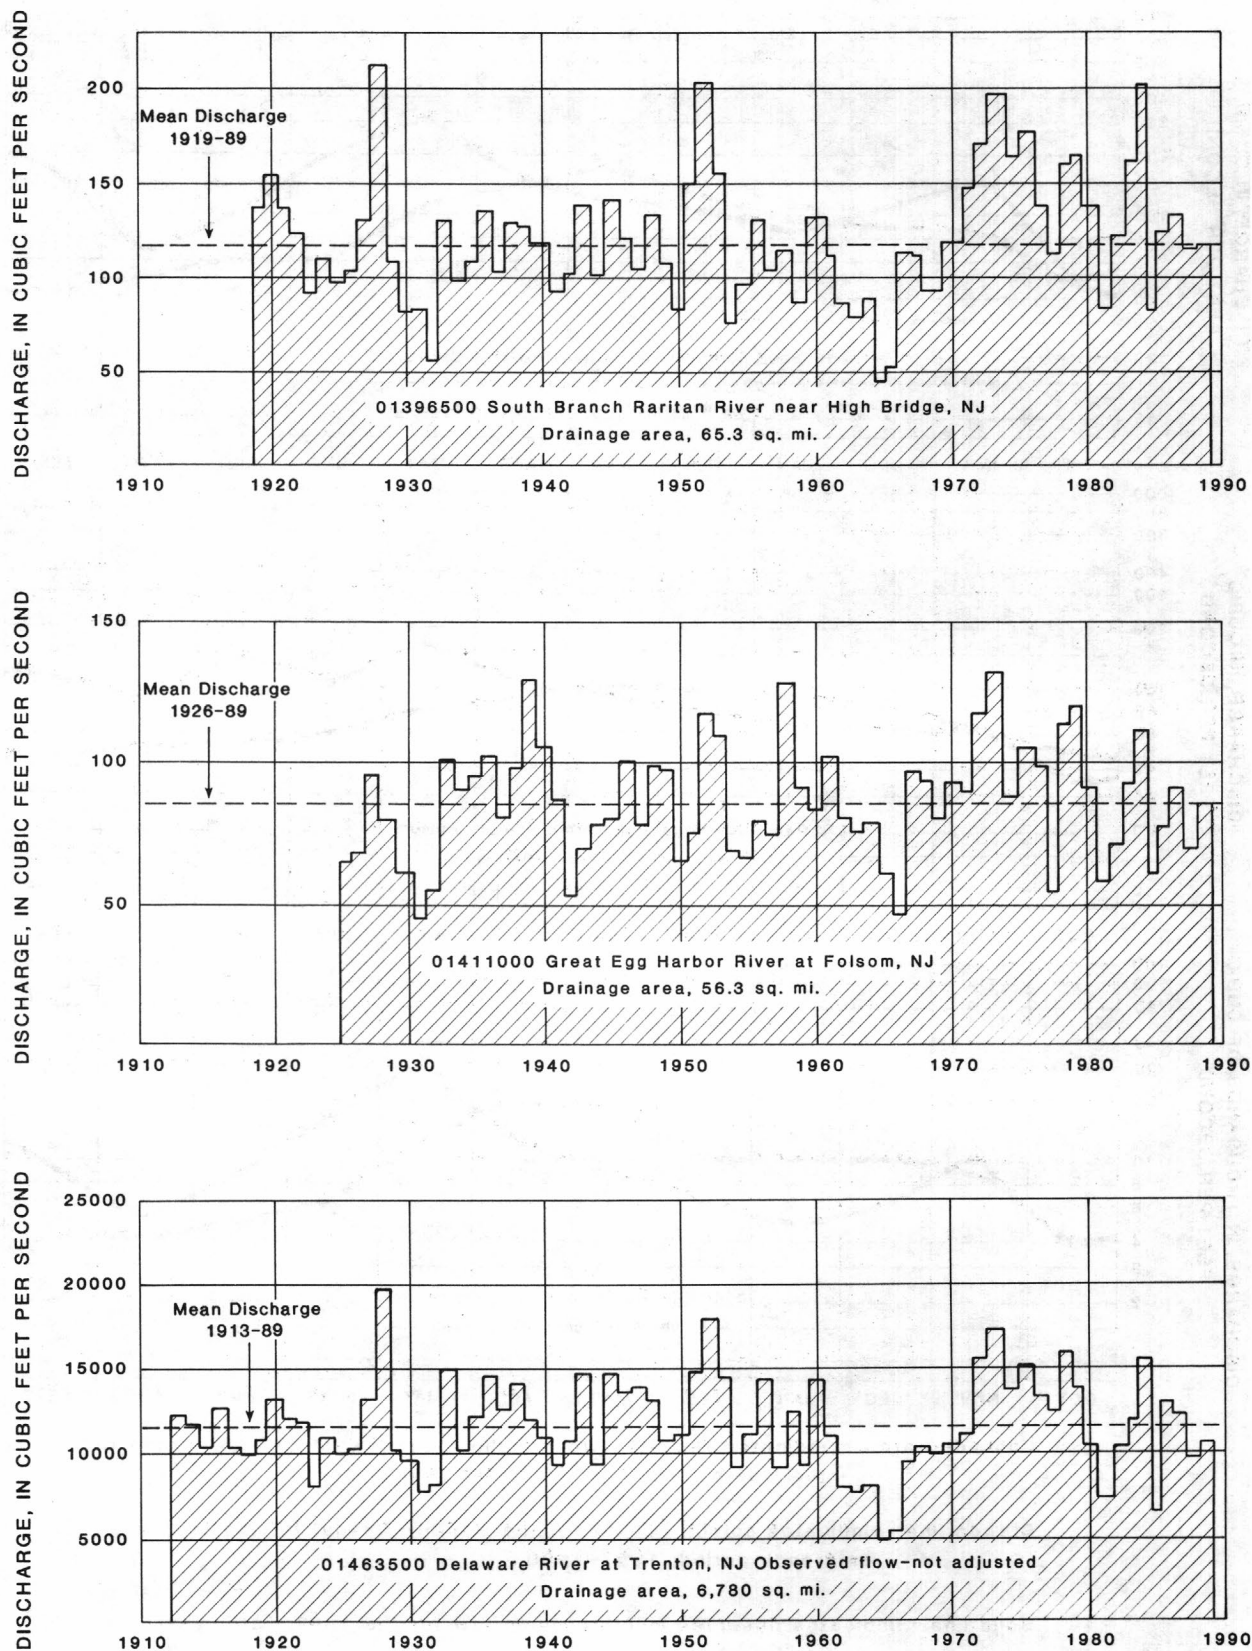 DISCHARGE, IN CUBIC FEET PER SECOND
200
150
100
50
Mean Discharge
1919-89
01396500 South Branch Raritan River near High Bridge, NJ
Drainage area, 65.3 sq. mi.
1910 1920 1930 1940 1950 1960 1970 1980 1990
DISCHARGE, IN CUBIC FEET PER SECOND
150
100
50
Mean Discharge
1926-89
01411000 Great Egg Harbor River at Folsom, NJ
Drainage area, 56.3 sq. mi.
1910 1920 1930 1940 1950 1960 1970 1980 1990
DISCHARGE, IN CUBIC FEET PER SECOND
25000
20000
15000
10000
5000
Mean Discharge
1913-89
01463500 Delaware River at Trenton, NJ Observed flow-not adjusted
Drainage area, 6,780 sq. mi.
1910 1920 1930 1940 1950 1960 1970 1980 1990